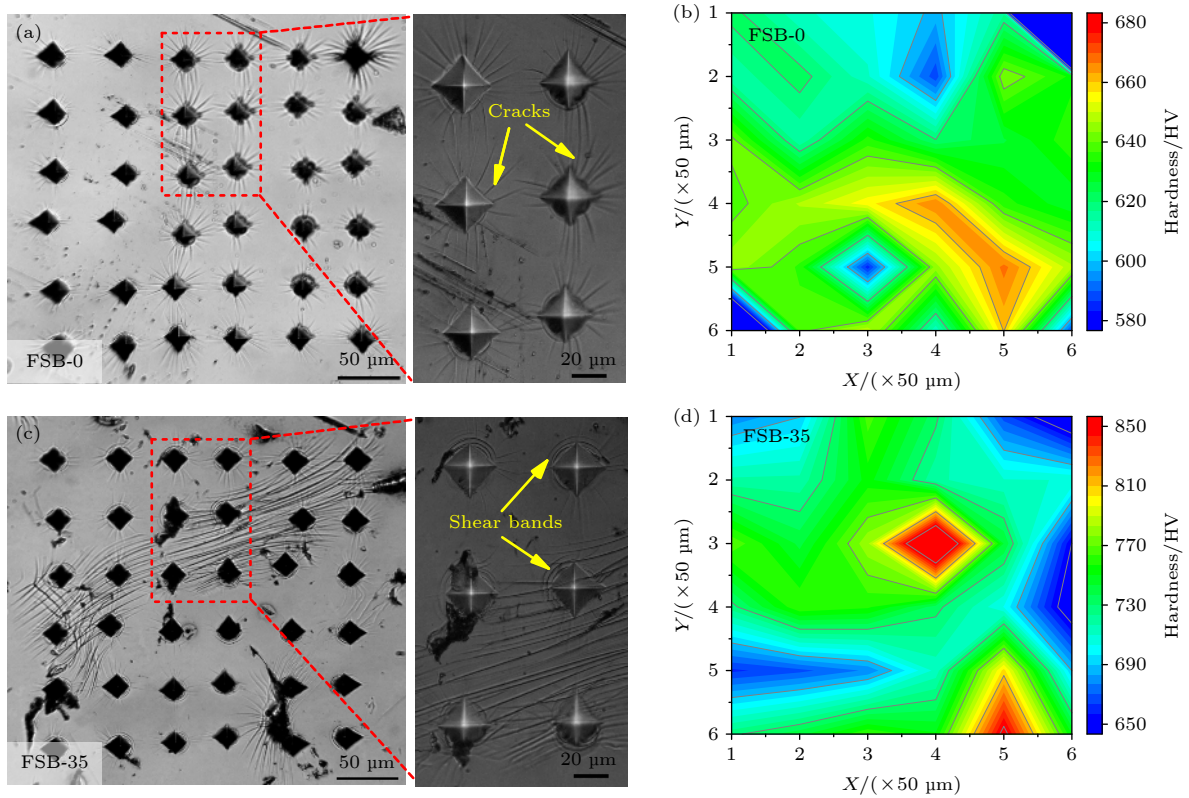 (a)
Cracks
FSB-0
50 µm
20 µm
(b)
FSB-0
1
2
3
4
5
6
1
2
3
4
5
6
Y/(×50 µm)
X/(×50 µm)
680
660
640
620
600
580
Hardness/HV
(c)
Shear bands
FSB-35
50 µm
20 µm
(d)
FSB-35
1
2
3
4
5
6
1
2
3
4
5
6
Y/(×50 µm)
X/(×50 µm)
850
810
770
730
690
650
Hardness/HV